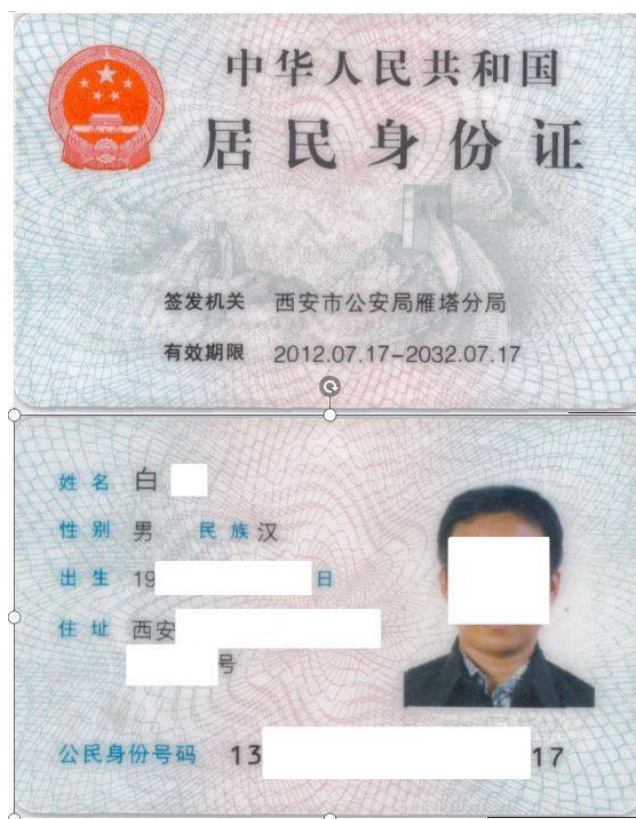 中华人民共和国
居民身份证
签发机关 西安市公安局雁塔分局
有效期限 2012.07.17-2032.07.17
姓名 白
性别 男 民族 汉
出生 19 日
住址 西安
号
公民身份号码 13 17